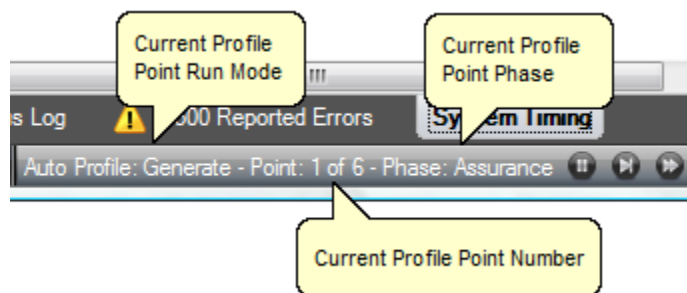 Current Profile
Point Run Mode
Current Profile
Point Phase
s Log
00 Reported Errors
System Timing
Auto Profile: Generate - Point: 1 of 6 - Phase: Assurance
Current Profile Point Number